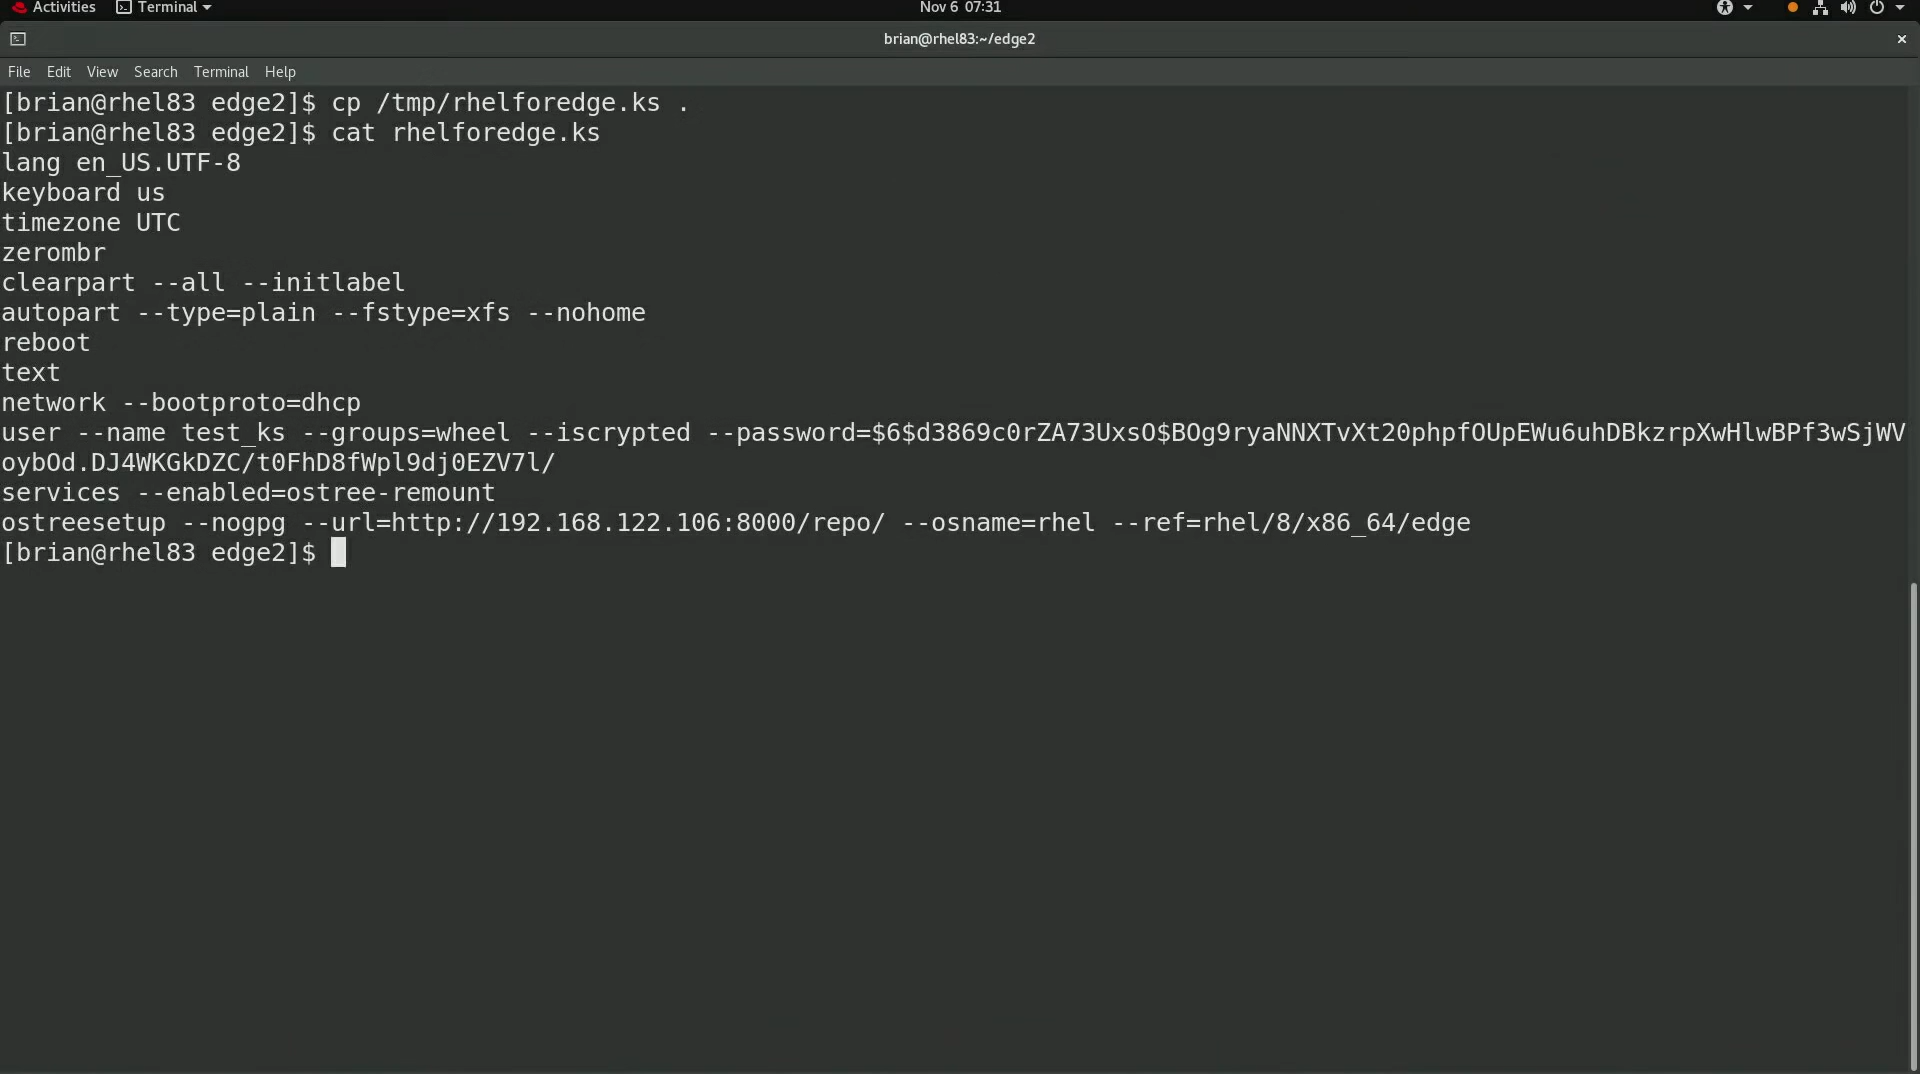 Activities Terminal Nov 6 07:31
brian@rhel83:~/edge2
File Edit View Search Terminal Help
[brian@rhel83 edge2]$ cp /tmp/rhelforedge.ks .
[brian@rhel83 edge2]$ cat rhelforedge.ks
lang en_US.UTF-8
keyboard us
timezone UTC
zerombr
clearpart --all --initlabel
autopart --type=plain --fstype=xfs --nohome
reboot
text
network --bootproto=dhcp
user --name test_ks --groups=wheel --iscrypted --password=$6$d3869c0rZA73UxsO$BOg9ryaNNXTvXt20phpfOUpEWu6uhDBkzrpXwHlwBPf3wSjWV
oybOd.DJ4WKGkDZC/t0FhD8fWpl9dj0EZV7l/
services --enabled=ostree-remount
ostreesetup --nogpg --url=http://192.168.122.106:8000/repo/ --osname=rhel --ref=rhel/8/x86_64/edge
[brian@rhel83 edge2]$